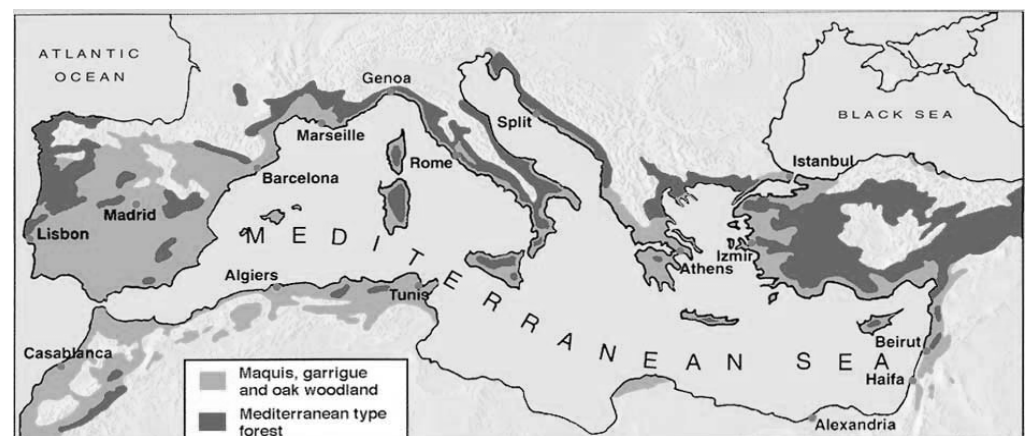 ATLANTIC
OCEAN
Genoa
BLACK SEA
Split
Marseille
Rome
Istanbul
Barcelona
Madrid
Lisbon
MEDITERRANEAN SEA
Izmir
Athens
Algiers
Tunis
Casablanca
Beirut
Haifa
Maquis, garrigue
and oak woodland
Mediterranean type
forest
Alexandria